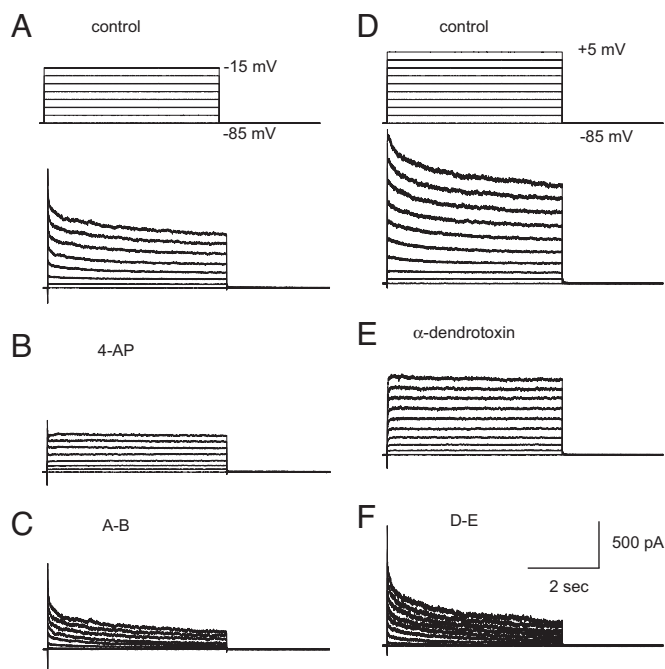 A
control
-15 mV
-85 mV
B
4-AP
C
A-B
D
control
+5 mV
-85 mV
E
α-dendrotoxin
F
D-E
500 pA
2 sec